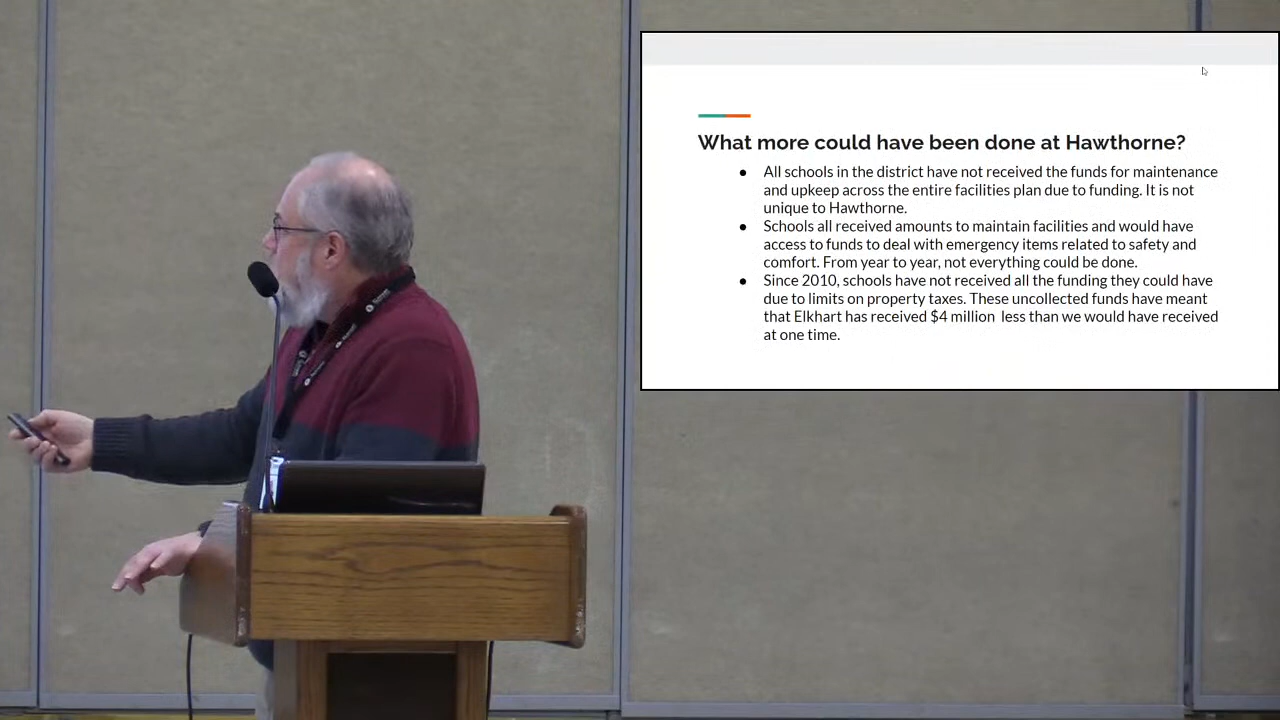 What more could have been done at Hawthorne?
● All schools in the district have not received the funds for maintenance
and upkeep across the entire facilities plan due to funding. It is not
unique to Hawthorne.
● Schools all received amounts to maintain facilities and would have
access to funds to deal with emergency items related to safety and
comfort. From year to year, not everything could be done.
● Since 2010, schools have not received all the funding they could have
due to limits on property taxes. These uncollected funds have meant
that Elkhart has received $4 million  less than we would have received
at one time.